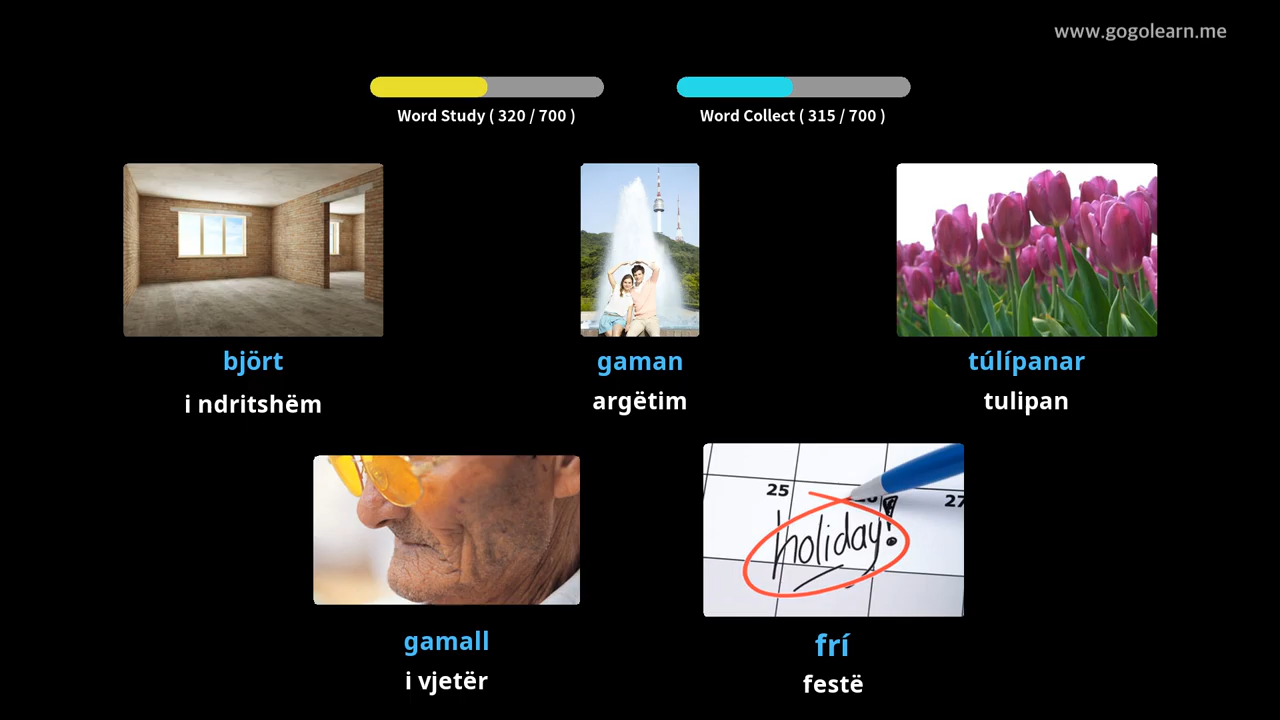 www.gogolearn.me
Word Study ( 320 / 700 )
Word Collect ( 315 / 700 )
björt
i ndritshëm
gaman
argëtim
túlípanar
tulipan
25
27
holiday!
gamall
i vjetër
frí
festë